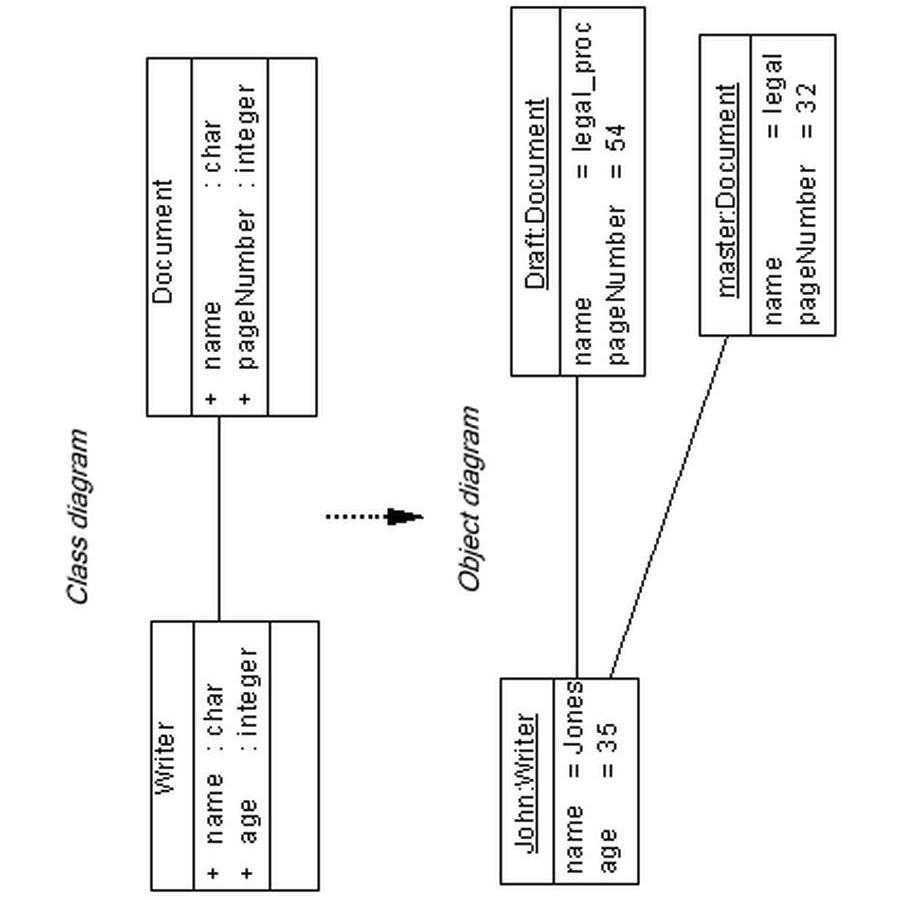 Class diagram
Writer
+ name : char
+ age : integer
Document
+ name : char
+ pageNumber : integer
Object diagram
John:Writer
name = Jones
age = 35
Draft:Document
name = legal_proc
pageNumber = 54
master:Document
name = legal
pageNumber = 32